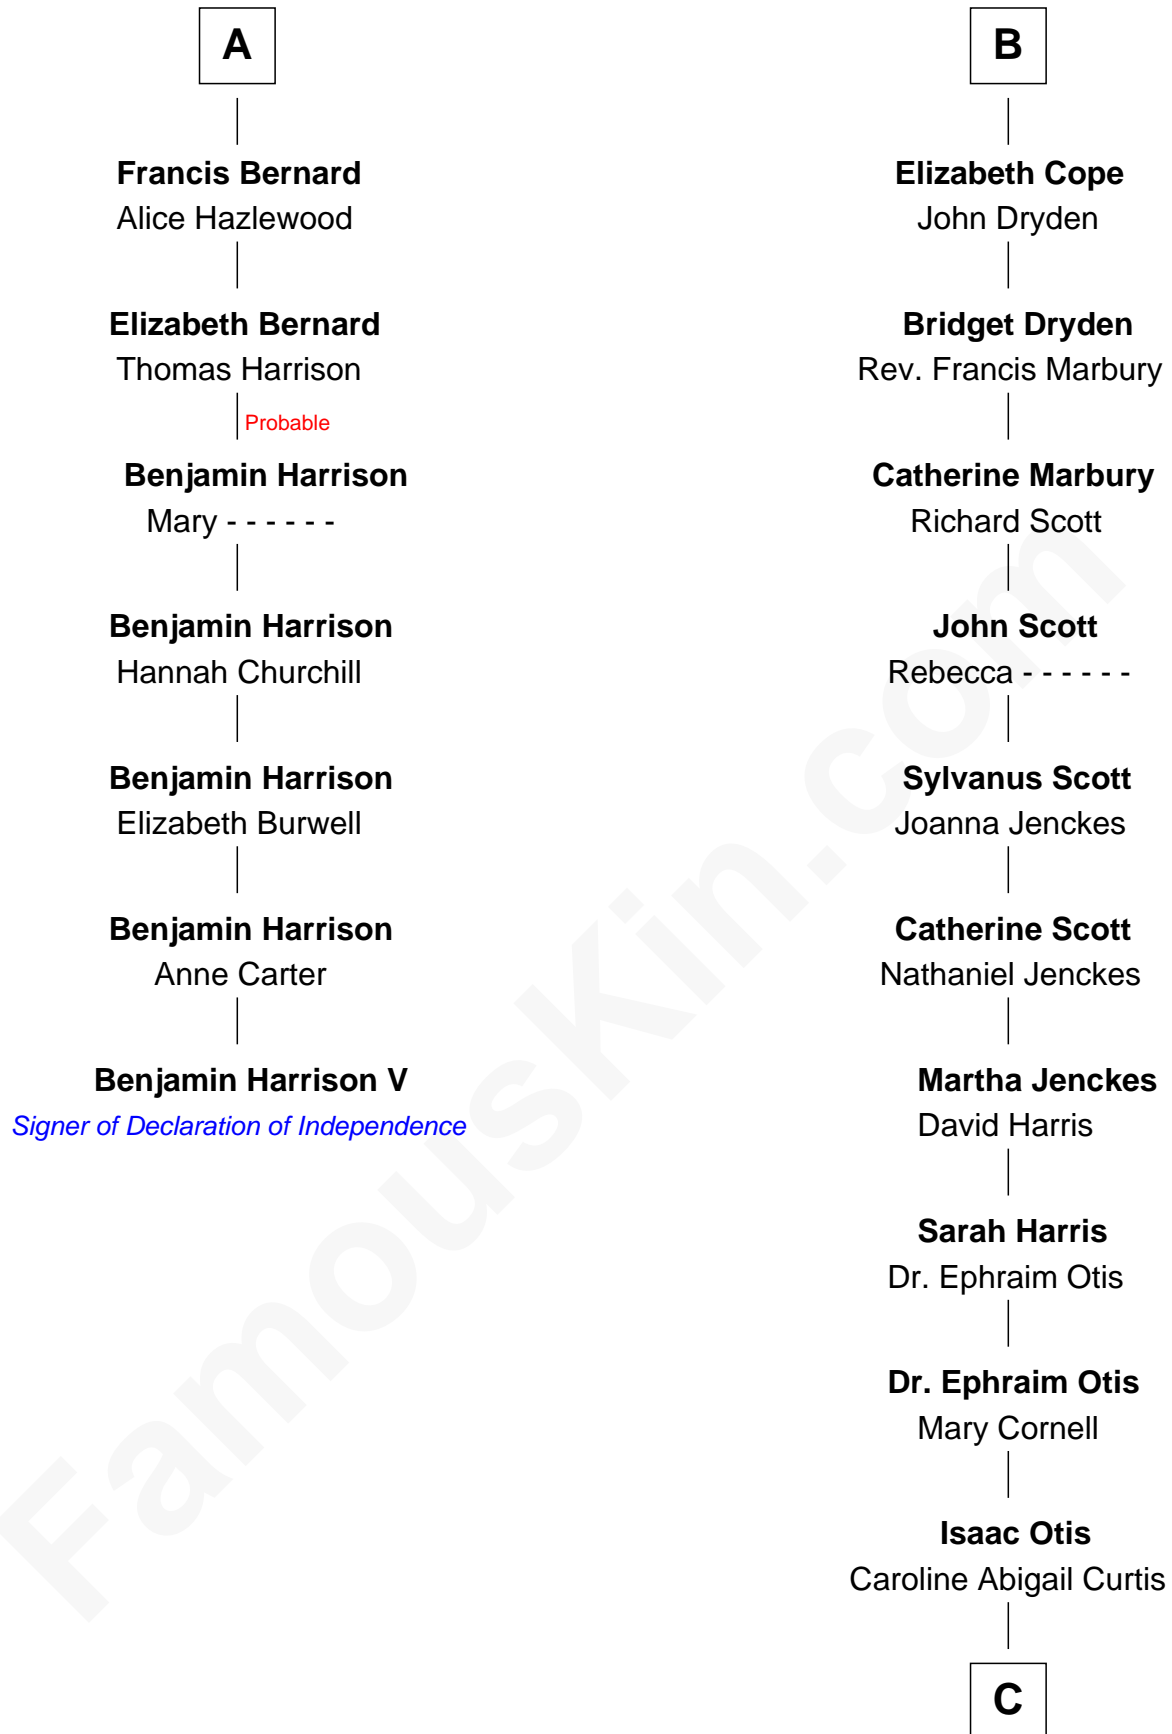 A
Francis Bernard
Alice Hazlewood
Elizabeth Bernard
Thomas Harrison
Probable
Benjamin Harrison
Mary - - - - - -
Benjamin Harrison
Hannah Churchill
Benjamin Harrison
Elizabeth Burwell
Benjamin Harrison
Anne Carter
Benjamin Harrison V
Signer of Declaration of Independence
B
Elizabeth Cope
John Dryden
Bridget Dryden
Rev. Francis Marbury
Catherine Marbury
Richard Scott
John Scott
Rebecca - - - - - -
Sylvanus Scott
Joanna Jenckes
Catherine Scott
Nathaniel Jenckes
Martha Jenckes
David Harris
Sarah Harris
Dr. Ephraim Otis
Dr. Ephraim Otis
Mary Cornell
Isaac Otis
Caroline Abigail Curtis
C
FamousKin.com